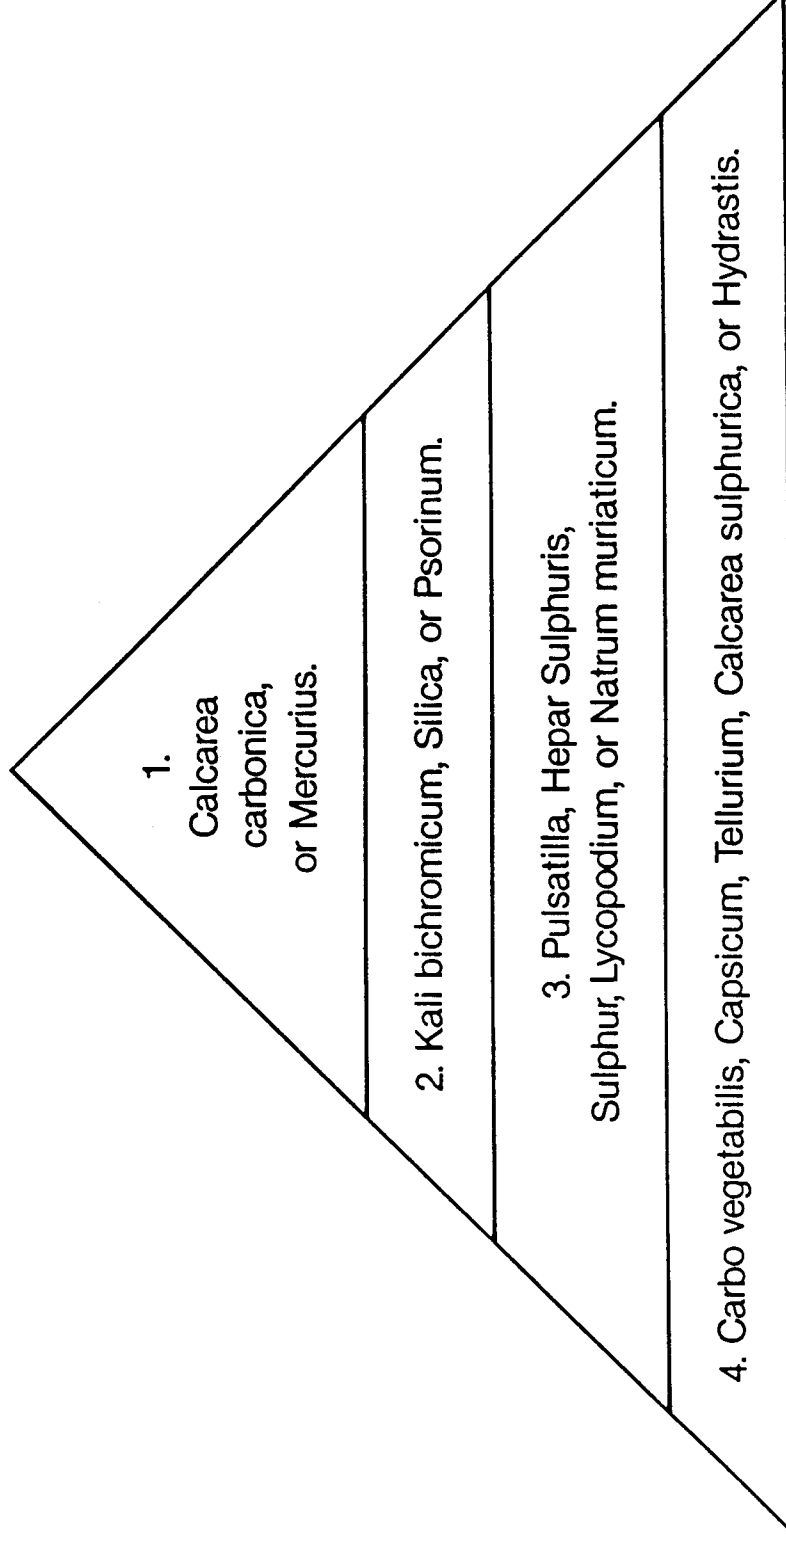 1.
Calcarea
carbonica,
or Mercurius.
2. Kali bichromicum, Silica, or Psorinum.
3. Pulsatilla, Hepar Sulphuris,
Sulphur, Lycopodium, or Natrum muriaticum.
4. Carbo vegetabilis, Capsicum, Tellurium, Calcarea sulphurica, or Hydrastis.